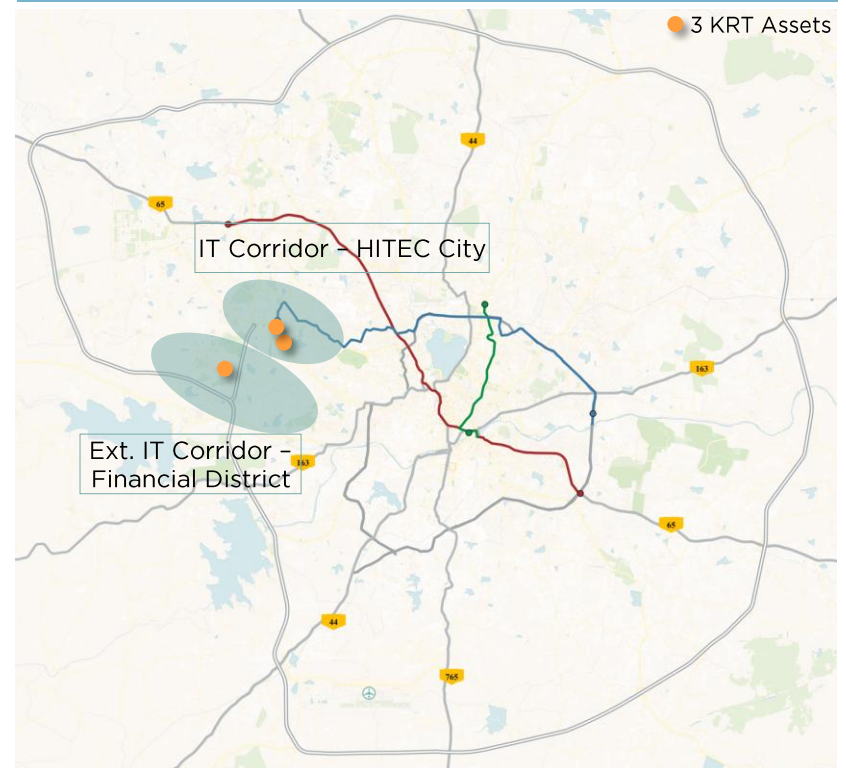 3 KRT Assets
44
65
IT Corridor – HITEC City
163
Ext. IT Corridor –
Financial District
163
65
44
765